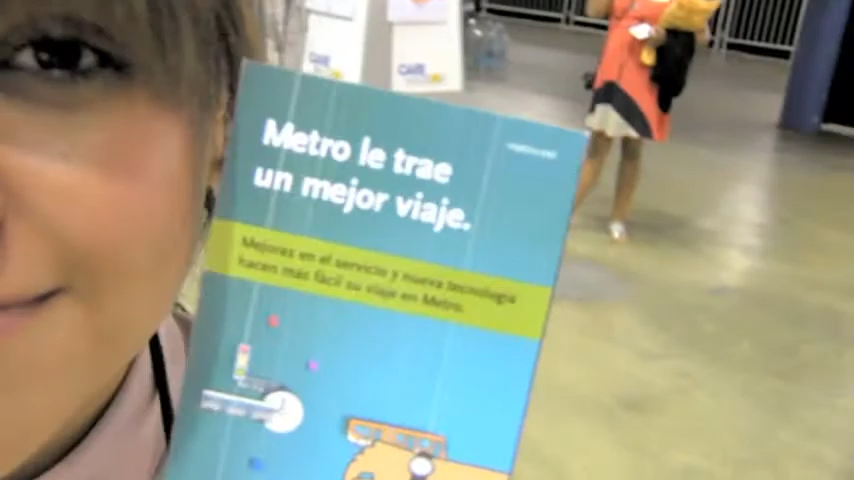 Metro le trae
un mejor viaje.
Mejoras en el servicio y nueva tecnología
hacen más fácil su viaje en Metro.